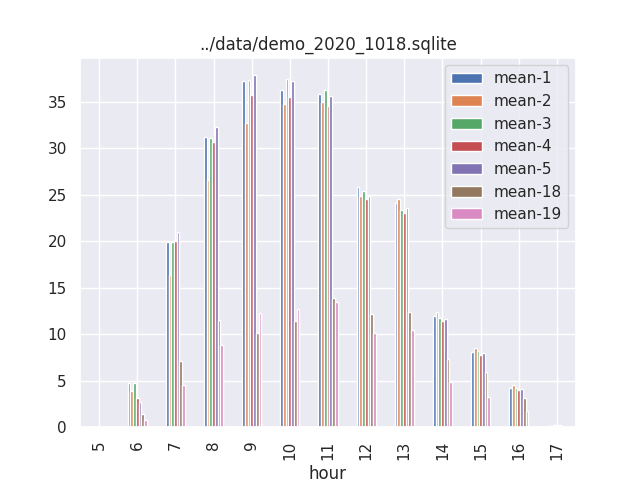 ../data/demo_2020_1018.sqlite
mean-1
mean-2
mean-3
mean-4
mean-5
mean-18
mean-19
35
30
25
20
15
10
5
0
5 6 7 8 9 10 11 12 13 14 15 16 17
hour